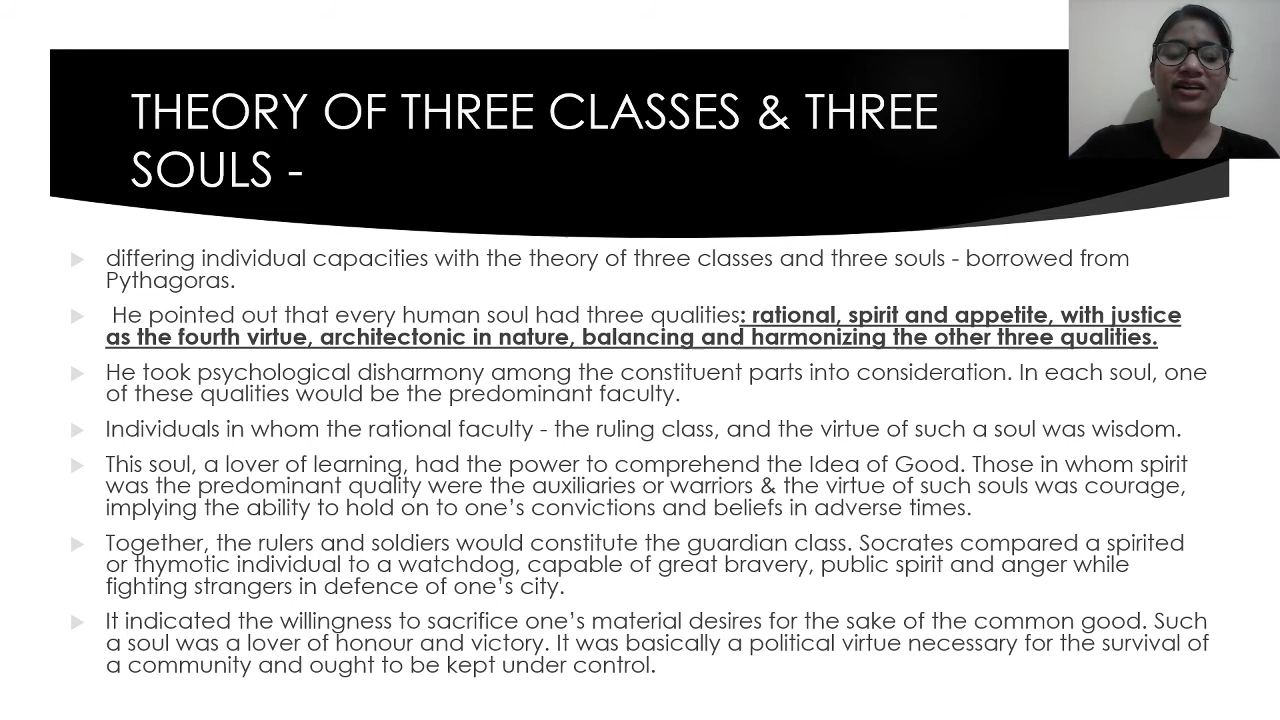 THEORY OF THREE CLASSES & THREE
SOULS -
differing individual capacities with the theory of three classes and three souls - borrowed from
Pythagoras.
He pointed out that every human soul had three qualities: rational, spirit and appetite, with justice
as the fourth virtue, architectonic in nature, balancing and harmonizing the other three qualities.
He took psychological disharmony among the constituent parts into consideration. In each soul, one
of these qualities would be the predominant faculty.
Individuals in whom the rational faculty - the ruling class, and the virtue of such a soul was wisdom.
This soul, a lover of learning, had the power to comprehend the Idea of Good. Those in whom spirit
was the predominant quality were the auxiliaries or warriors & the virtue of such souls was courage,
implying the ability to hold on to one’s convictions and beliefs in adverse times.
Together, the rulers and soldiers would constitute the guardian class. Socrates compared a spirited
or thymotic individual to a watchdog, capable of great bravery, public spirit and anger while
fighting strangers in defence of one’s city.
It indicated the willingness to sacrifice one’s material desires for the sake of the common good. Such
a soul was a lover of honour and victory. It was basically a political virtue necessary for the survival of
a community and ought to be kept under control.